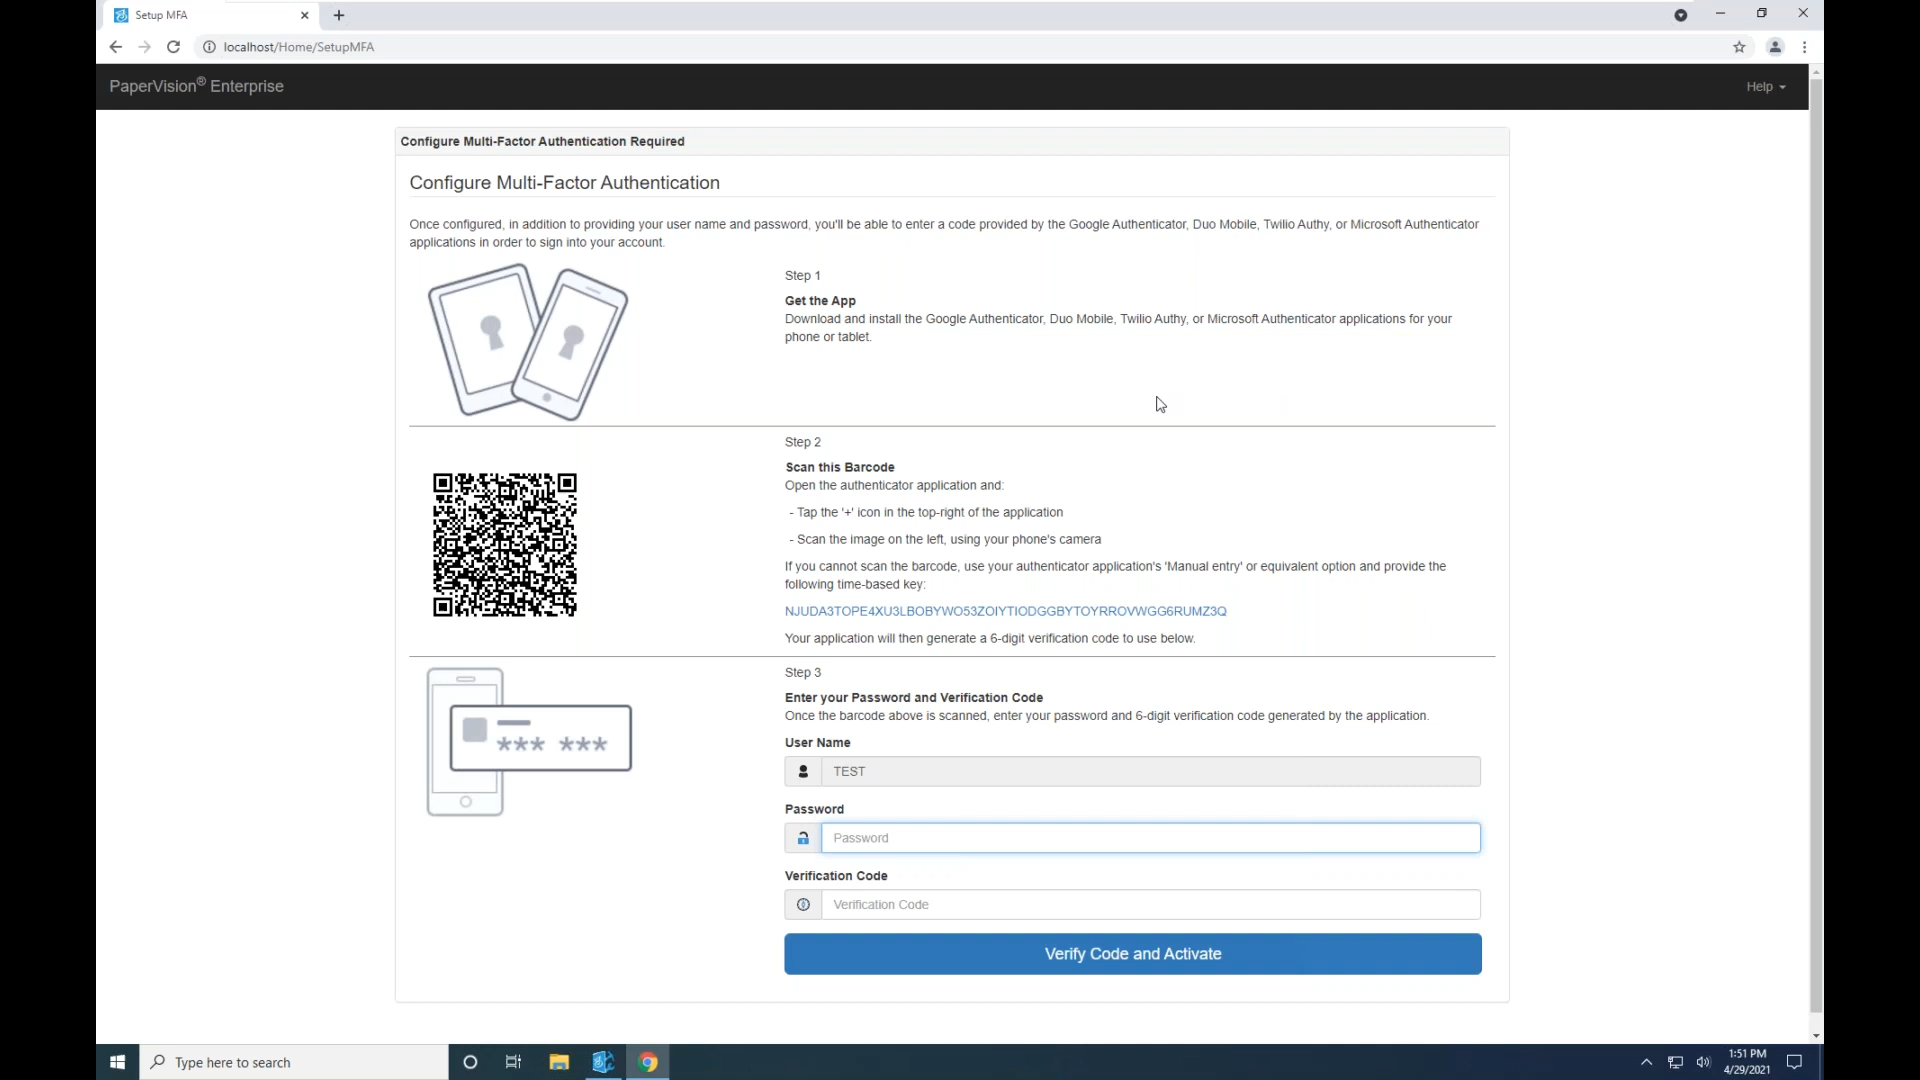 Setup MFA
localhost/Home/SetupMFA
PaperVision® Enterprise
Help
Configure Multi-Factor Authentication Required
Configure Multi-Factor Authentication
Once configured, in addition to providing your user name and password, you'll be able to enter a code provided by the Google Authenticator, Duo Mobile, Twilio Authy, or Microsoft Authenticator
applications in order to sign into your account.
Step 1
Get the App
Download and install the Google Authenticator, Duo Mobile, Twilio Authy, or Microsoft Authenticator applications for your
phone or tablet.
Step 2
Scan this Barcode
Open the authenticator application and:
- Tap the '+' icon in the top-right of the application
- Scan the image on the left, using your phone's camera
If you cannot scan the barcode, use your authenticator application's 'Manual entry' or equivalent option and provide the
following time-based key:
NJUDA3TOPE4XU3LBOBYWO53ZOIYTIODGGBYTOYRROVWGG6RUMZ3Q
Your application will then generate a 6-digit verification code to use below.
*** ***
Step 3
Enter your Password and Verification Code
Once the barcode above is scanned, enter your password and 6-digit verification code generated by the application.
User Name
TEST
Password
Password
Verification Code
Verification Code
Verify Code and Activate
Type here to search
1:51 PM
4/29/2021